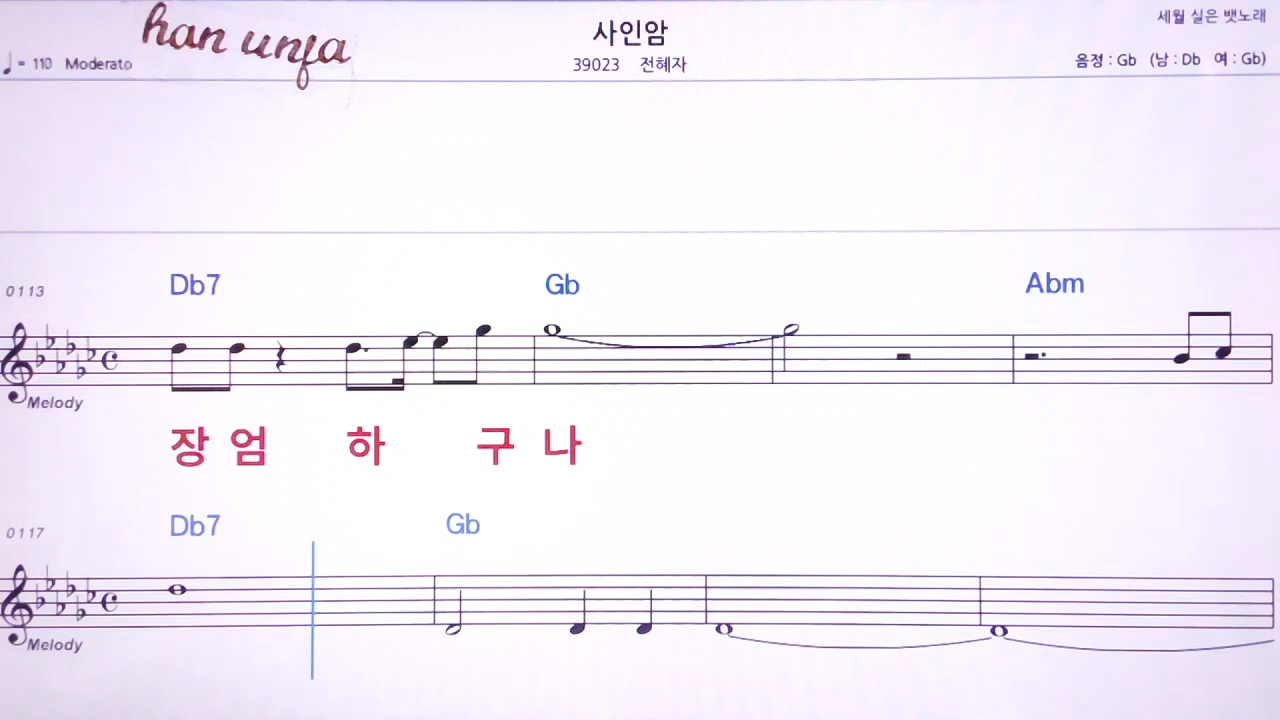 han unfa
사인암
세월 실은 뱃노래
♩= 110 Moderato
39023 전혜자
음정 : Gb (남 : Db 여 : Gb)
0113 Db7 Gb Abm
Melody
장 엄 하 구 나
0117 Db7 Gb
Melody